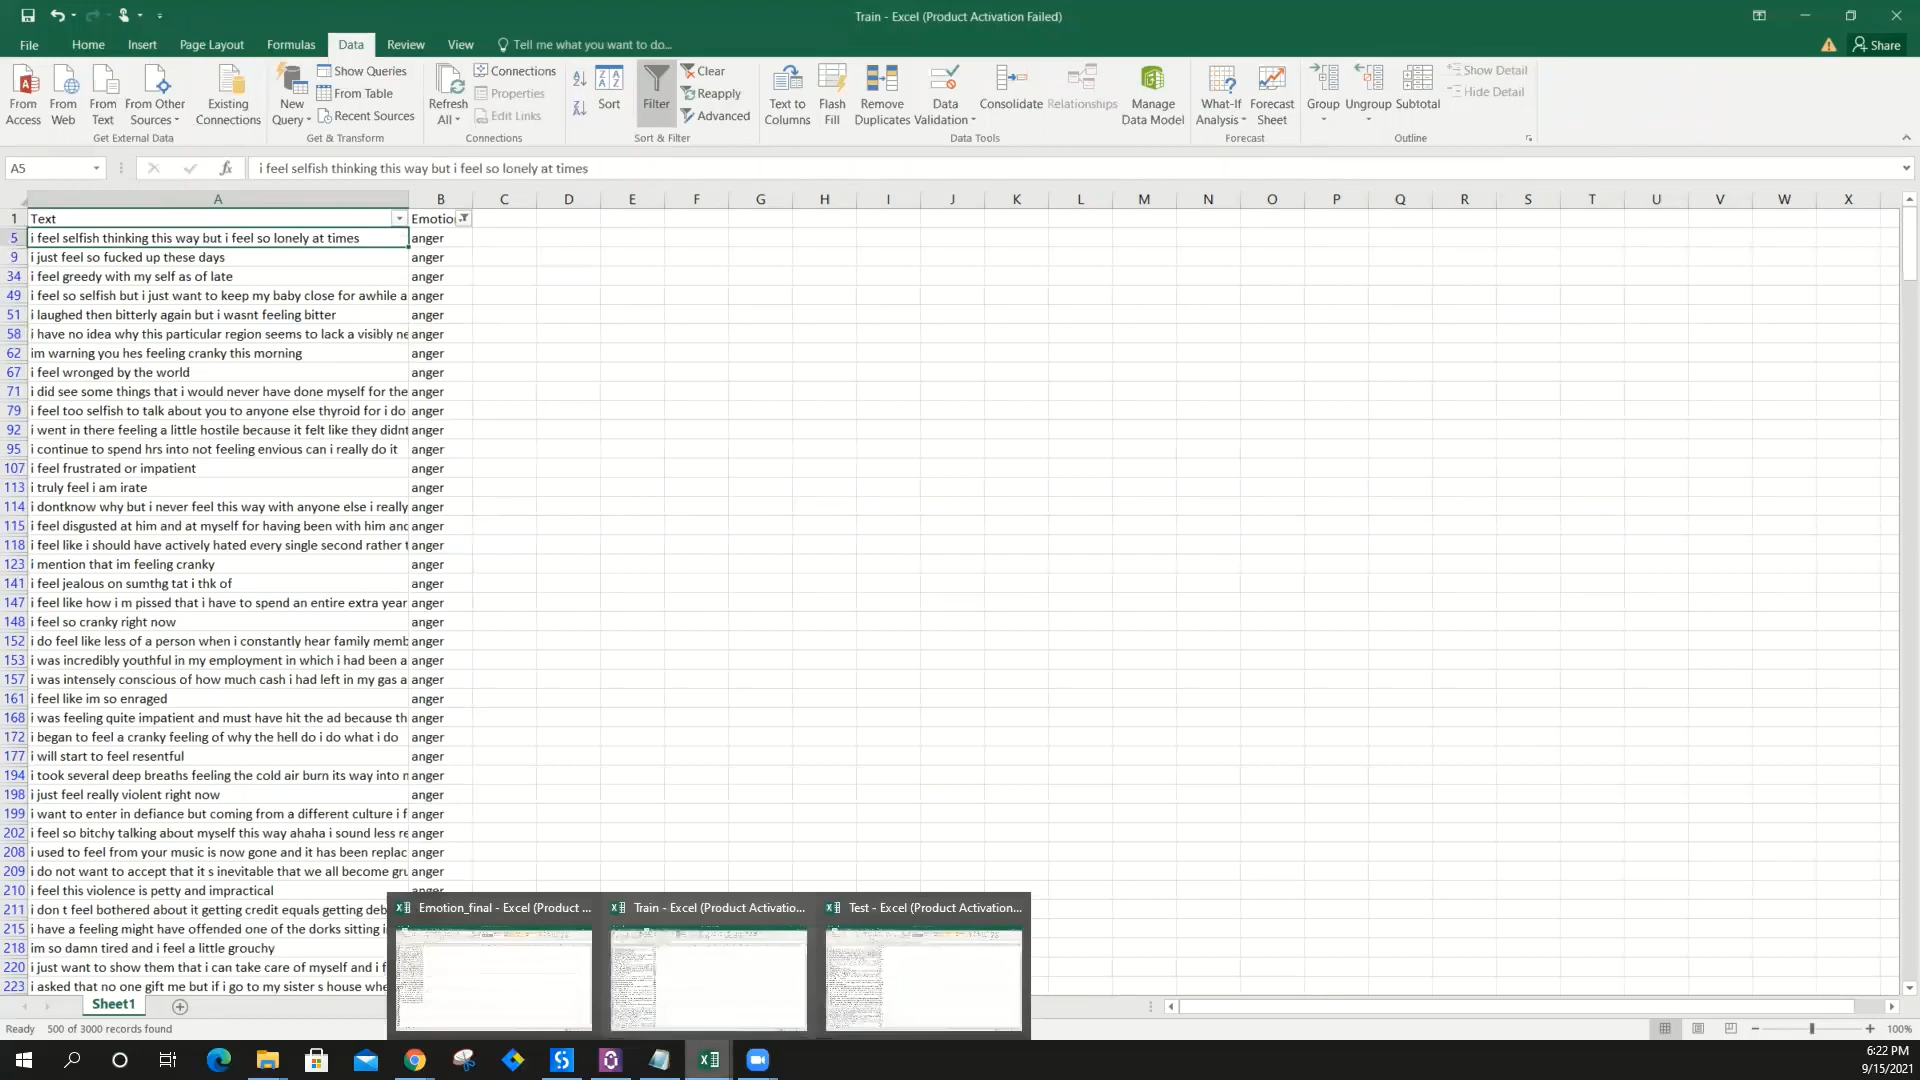 Train - Excel (Product Activation Failed)
File Home Insert Page Layout Formulas Data Review View Tell me what you want to do... Share
From Access
From Web
From Text
From Other Sources
Existing Connections
Get External Data
New Query
Show Queries
From Table
Recent Sources
Get & Transform
Refresh All
Connections
Properties
Edit Links
Connections
Sort
Filter
Clear
Reapply
Advanced
Sort & Filter
Text to Columns
Flash Fill
Remove Duplicates
Data Validation
Consolidate
Relationships
Manage Data Model
Data Tools
What-If Analysis
Forecast Sheet
Forecast
Group
Ungroup
Subtotal
Show Detail
Hide Detail
Outline
A5 fx i feel selfish thinking this way but i feel so lonely at times
A B C D E F G H I J K L M N O P Q R S T U V W X
1 Text Emotio
5 i feel selfish thinking this way but i feel so lonely at times anger
9 i just feel so fucked up these days anger
34 i feel greedy with my self as of late anger
49 i feel so selfish but i just want to keep my baby close for awhile a anger
51 i laughed then bitterly again but i wasnt feeling bitter anger
58 i have no idea why this particular region seems to lack a visibly ne anger
62 im warning you hes feeling cranky this morning anger
67 i feel wronged by the world anger
71 i did see some things that i would never have done myself for the anger
79 i feel too selfish to talk about you to anyone else thyroid for i do anger
92 i went in there feeling a little hostile because it felt like they didnt anger
95 i continue to spend hrs into not feeling envious can i really do it anger
107 i feel frustrated or impatient anger
113 i truly feel i am irate anger
114 i dontknow why but i never feel this way with anyone else i really anger
115 i feel disgusted at him and at myself for having been with him and anger
118 i feel like i should have actively hated every single second rather t anger
123 i mention that im feeling cranky anger
141 i feel jealous on sumthg tat i thk of anger
147 i feel like how i m pissed that i have to spend an entire extra year anger
148 i feel so cranky right now anger
152 i do feel like less of a person when i constantly hear family memb anger
153 i was incredibly youthful in my employment in which i had been a anger
157 i was intensely conscious of how much cash i had left in my gas a anger
161 i feel like im so enraged anger
168 i was feeling quite impatient and must have hit the ad because th anger
172 i began to feel a cranky feeling of why the hell do i do what i do anger
177 i will start to feel resentful anger
194 i took several deep breaths feeling the cold air burn its way into anger
198 i just feel really violent right now anger
199 i want to enter in defiance but coming from a different culture i f anger
202 i feel so bitchy talking about myself this way ahaha i sound less re anger
208 i used to feel from your music is now gone and it has been replac anger
209 i do not want to accept that it s inevitable that we all become gru anger
210 i feel this violence is petty and impractical anger
211 i don t feel bothered about it getting credit equals getting deb
215 i have a feeling might have offended one of the dorks sitting i
218 im so damn tired and i feel a little grouchy
220 i just want to show them that i can take care of myself and i f
223 i asked that no one gift me but if i go to my sister s house whe
Emotion_final - Excel (Product ...
Train - Excel (Product Activatio...
Test - Excel (Product Activation...
Sheet1
Ready 500 of 3000 records found 100%
6:22 PM
9/15/2021